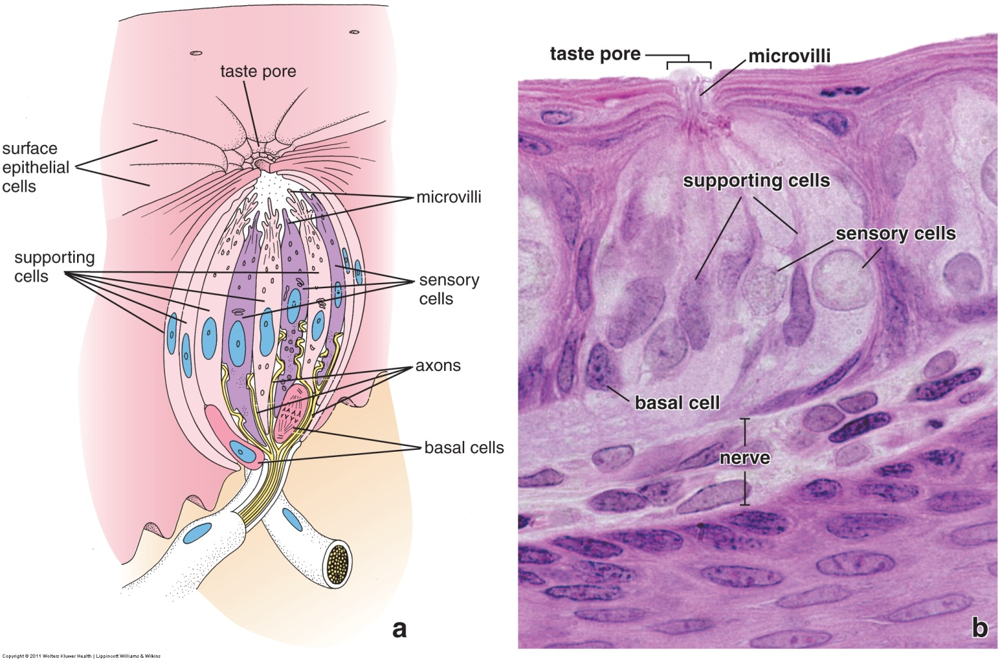 taste pore
surface
epithelial
cells
microvilli
supporting
cells
sensory
cells
axons
basal cells
a
taste pore
microvilli
supporting cells
sensory cells
basal cell
nerve
b
Copyright © 2011 Wolters Kluwer Health | Lippincott Williams & Wilkins